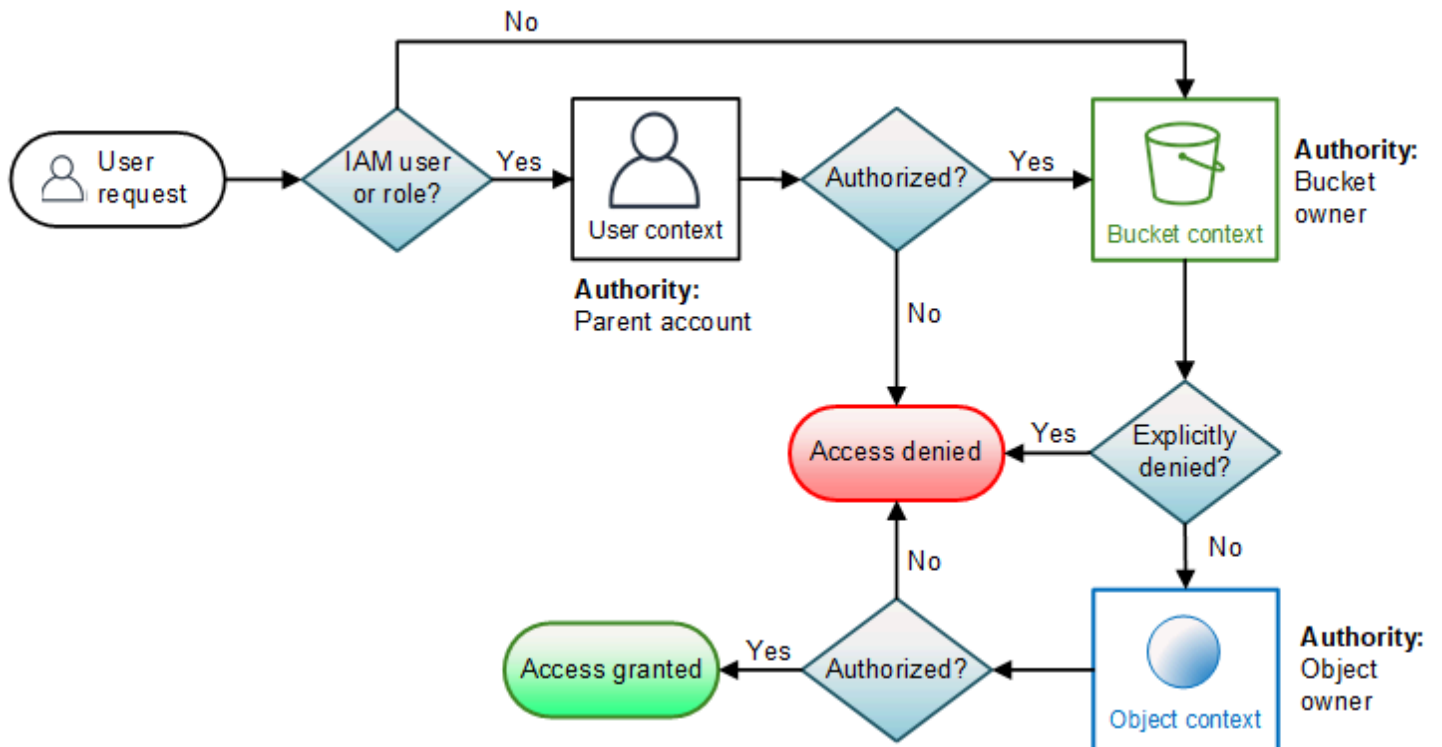 No
User
request
IAM user
or role?
Yes
User context
Authority:
Parent account
Authorized?
Yes
No
Bucket context
Authority:
Bucket
owner
Access denied
Yes
Explicitly
denied?
No
No
Access granted
Yes
Authorized?
Object context
Authority:
Object
owner